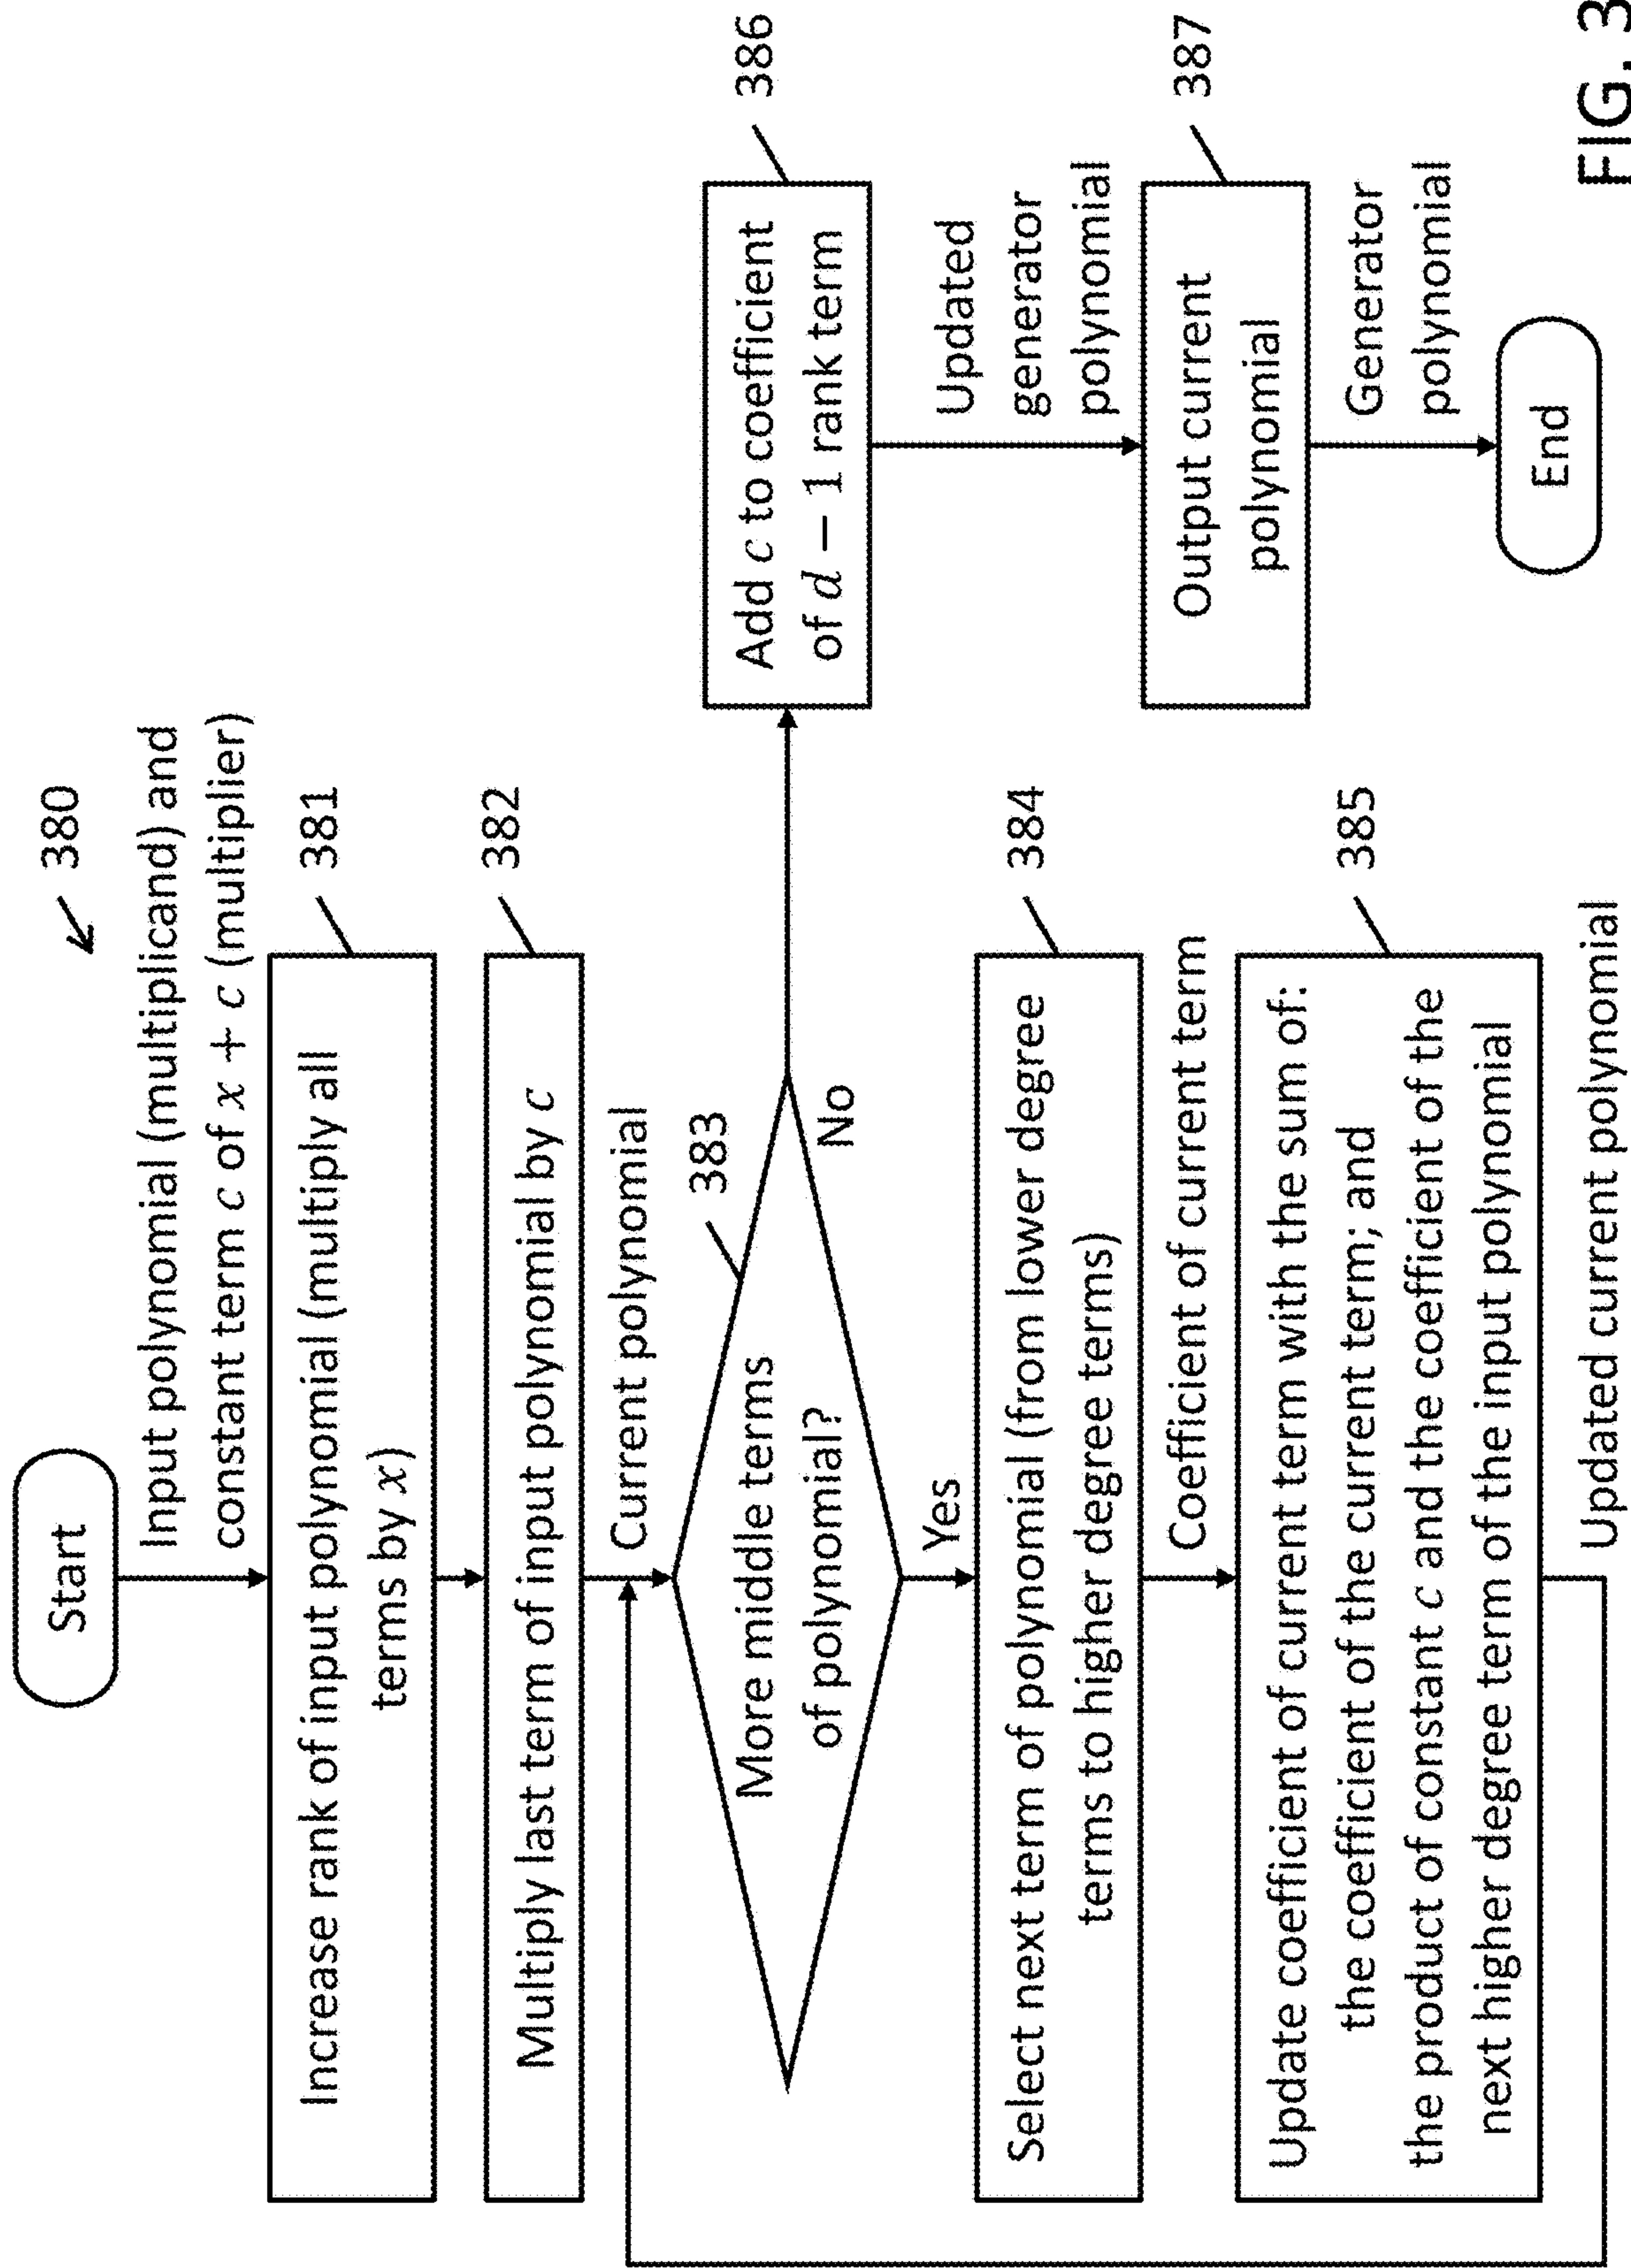 380
Start
Input polynomial (multiplicand) and
constant term c of x + c (multiplier)
381
Increase rank of input polynomial (multiply all
terms by x)
382
Multiply last term of input polynomial by c
Current polynomial
383
More middle terms
of polynomial?
No
Yes
384
Select next term of polynomial (from lower degree
terms to higher degree terms)
Coefficient of current term
385
Update coefficient of current term with the sum of:
the coefficient of the current term; and
the product of constant c and the coefficient of the
next higher degree term of the input polynomial
Updated current polynomial
386
Add c to coefficient
of d − 1 rank term
Updated
generator
polynomial
387
Output current
polynomial
Generator
polynomial
End
FIG. 3